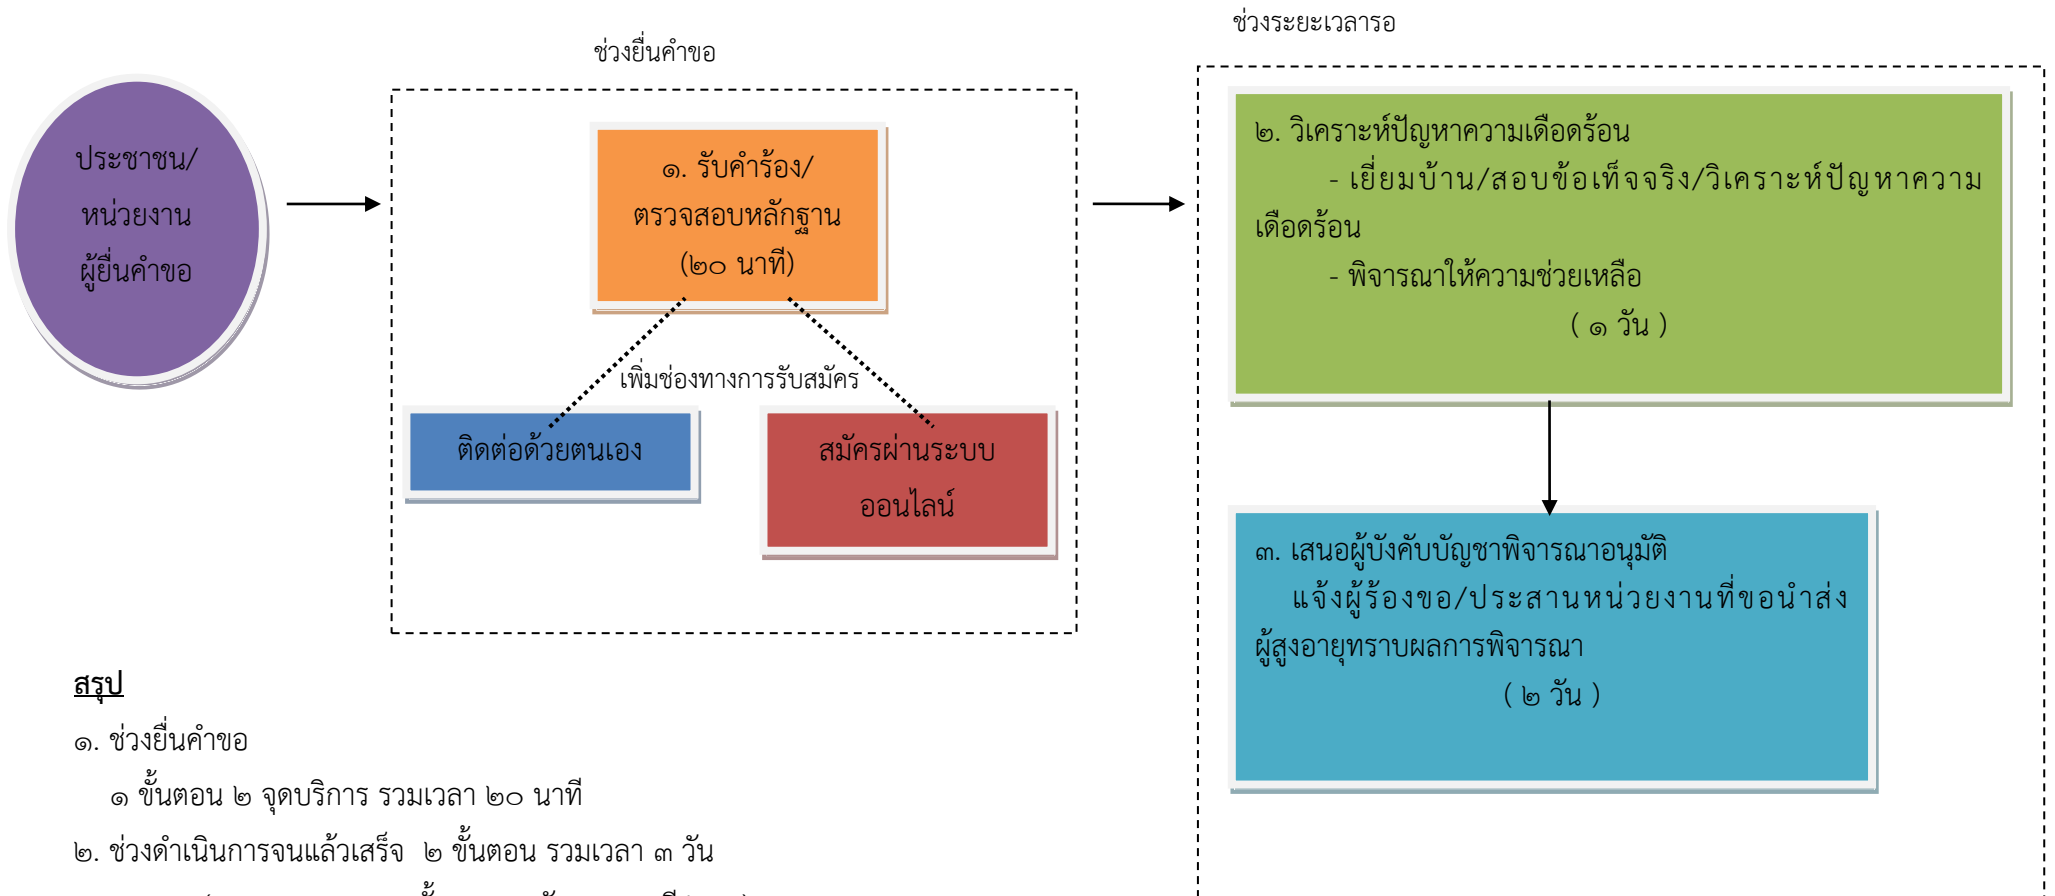 ช่วงระยะเวลารอ
ช่วงยื่นคำขอ
ประชาชน/
หน่วยงาน
ผู้ยื่นคำขอ
๑. รับคำร้อง/
ตรวจสอบหลักฐาน
(๒๐ นาที)
เพิ่มช่องทางการรับสมัคร
ติดต่อด้วยตนเอง
สมัครผ่านระบบ
ออนไลน์
๒. วิเคราะห์ปัญหาความเดือดร้อน
- เยี่ยมบ้าน/สอบข้อเท็จจริง/วิเคราะห์ปัญหาความ
เดือดร้อน
- พิจารณาให้ความช่วยเหลือ
( ๑ วัน )
๓. เสนอผู้บังคับบัญชาพิจารณาอนุมัติ
แจ้งผู้ร้องขอ/ประสานหน่วยงานที่ขอนำส่ง
ผู้สูงอายุทราบผลการพิจารณา
( ๒ วัน )
สรุป
๑. ช่วงยื่นคำขอ
๑ ขั้นตอน ๒ จุดบริการ รวมเวลา ๒๐ นาที
๒. ช่วงดำเนินการจนแล้วเสร็จ ๒ ขั้นตอน รวมเวลา ๓ วัน